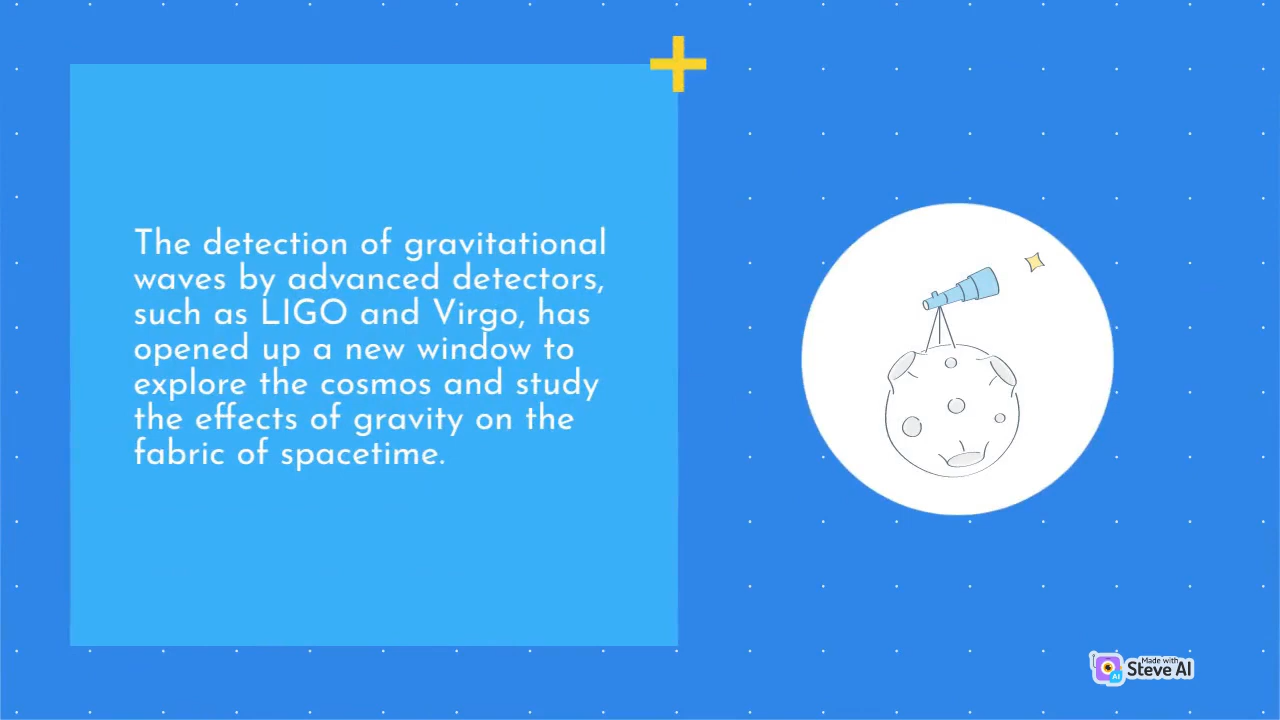 The detection of gravitational
waves by advanced detectors,
such as LIGO and Virgo, has
opened up a new window to
explore the cosmos and study
the effects of gravity on the
fabric of spacetime.
Made with
Steve AI
AI